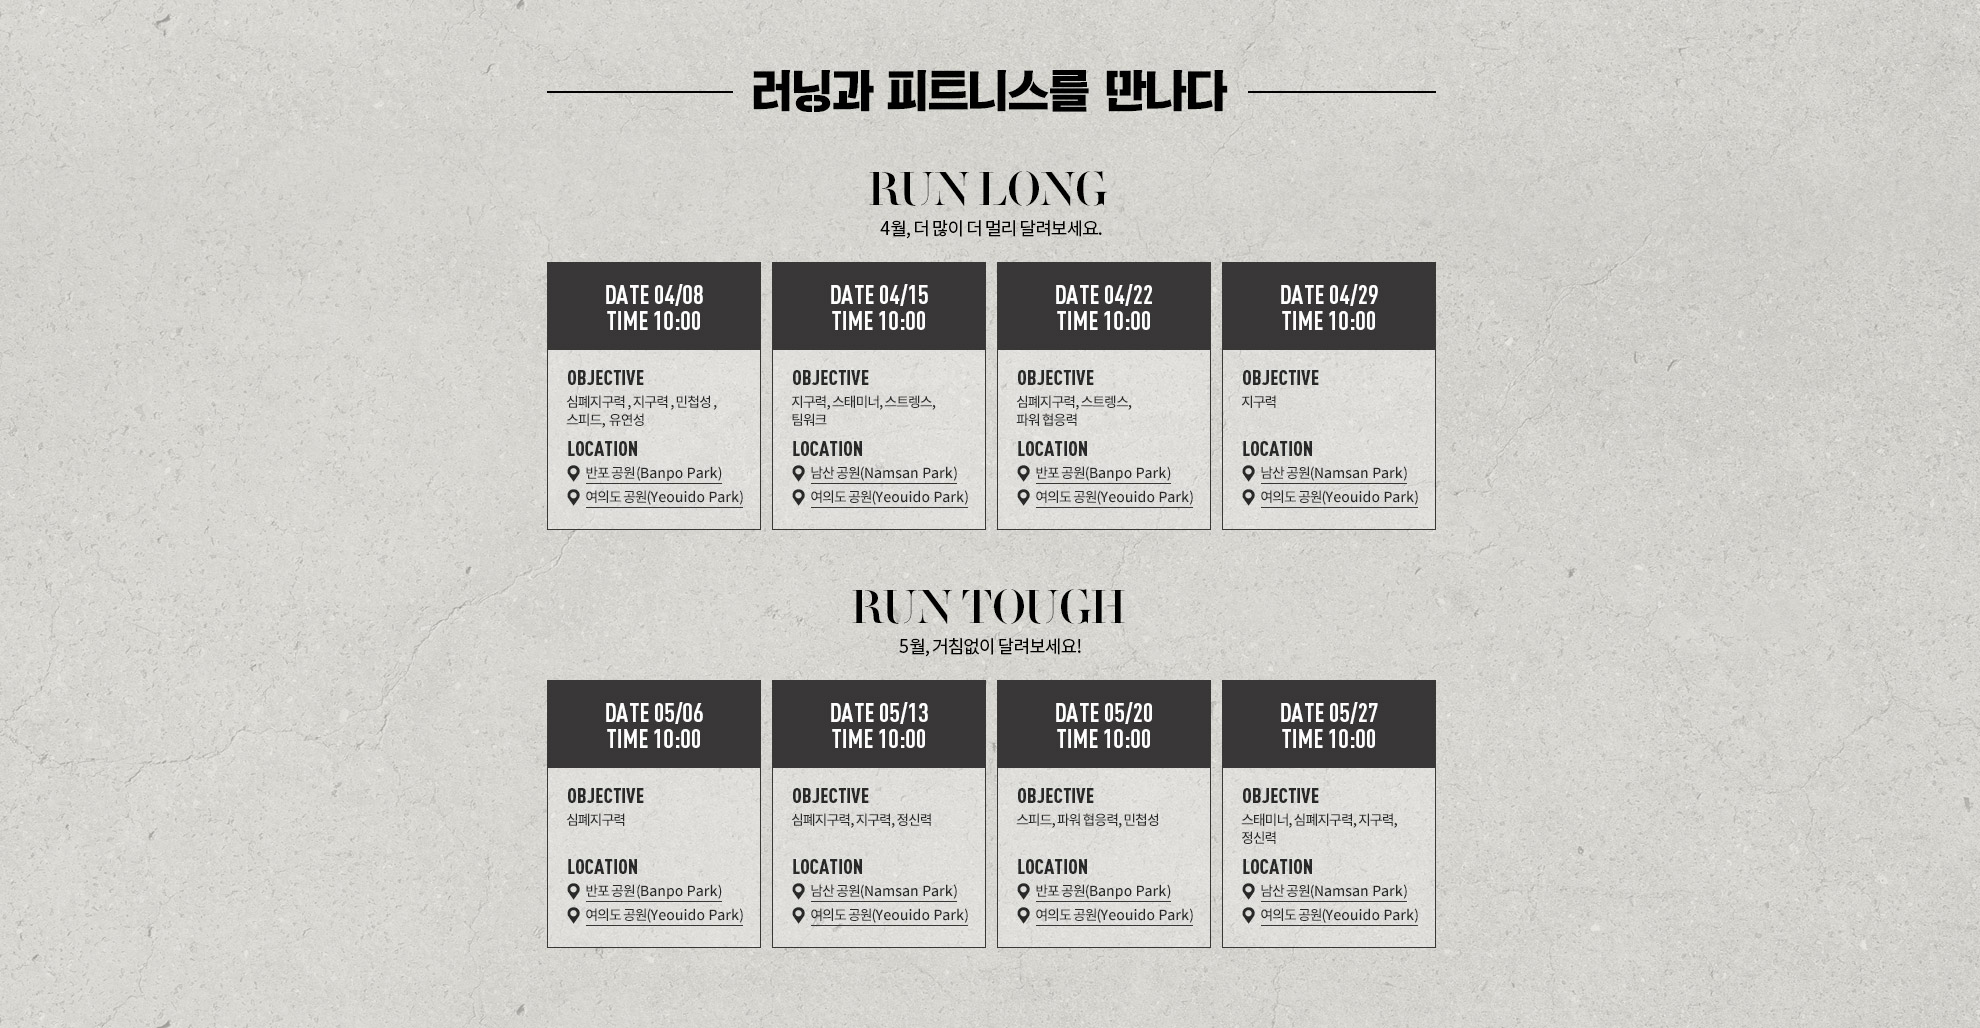 러닝과 피트니스를 만나다
RUN LONG
4월, 더 많이 더 멀리 달려보세요.
DATE 04/08
TIME 10:00
OBJECTIVE
심폐지구력 , 지구력 , 민첩성 ,
스피드, 유연성
LOCATION
반포 공원(Banpo Park)
여의도 공원(Yeouido Park)
DATE 04/15
TIME 10:00
OBJECTIVE
지구력, 스태미너, 스트렝스,
팀워크
LOCATION
남산 공원(Namsan Park)
여의도 공원(Yeouido Park)
DATE 04/22
TIME 10:00
OBJECTIVE
심폐지구력, 스트렝스,
파워 협응력
LOCATION
반포 공원(Banpo Park)
여의도 공원(Yeouido Park)
DATE 04/29
TIME 10:00
OBJECTIVE
지구력
LOCATION
남산 공원(Namsan Park)
여의도 공원(Yeouido Park)
RUN TOUGH
5월, 거침없이 달려보세요!
DATE 05/06
TIME 10:00
OBJECTIVE
심폐지구력
LOCATION
반포 공원(Banpo Park)
여의도 공원(Yeouido Park)
DATE 05/13
TIME 10:00
OBJECTIVE
심폐지구력, 지구력, 정신력
LOCATION
남산 공원(Namsan Park)
여의도 공원(Yeouido Park)
DATE 05/20
TIME 10:00
OBJECTIVE
스피드, 파워 협응력, 민첩성
LOCATION
반포 공원(Banpo Park)
여의도 공원(Yeouido Park)
DATE 05/27
TIME 10:00
OBJECTIVE
스태미너, 심폐지구력, 지구력,
정신력
LOCATION
남산 공원(Namsan Park)
여의도 공원(Yeouido Park)